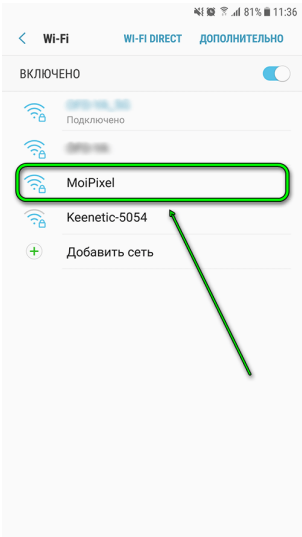 81% 11:36
Wi-Fi WI-FI DIRECT ДОПОЛНИТЕЛЬНО
ВКЛЮЧЕНО
Подключено
MoiPixel
Keenetic-5054
Добавить сеть